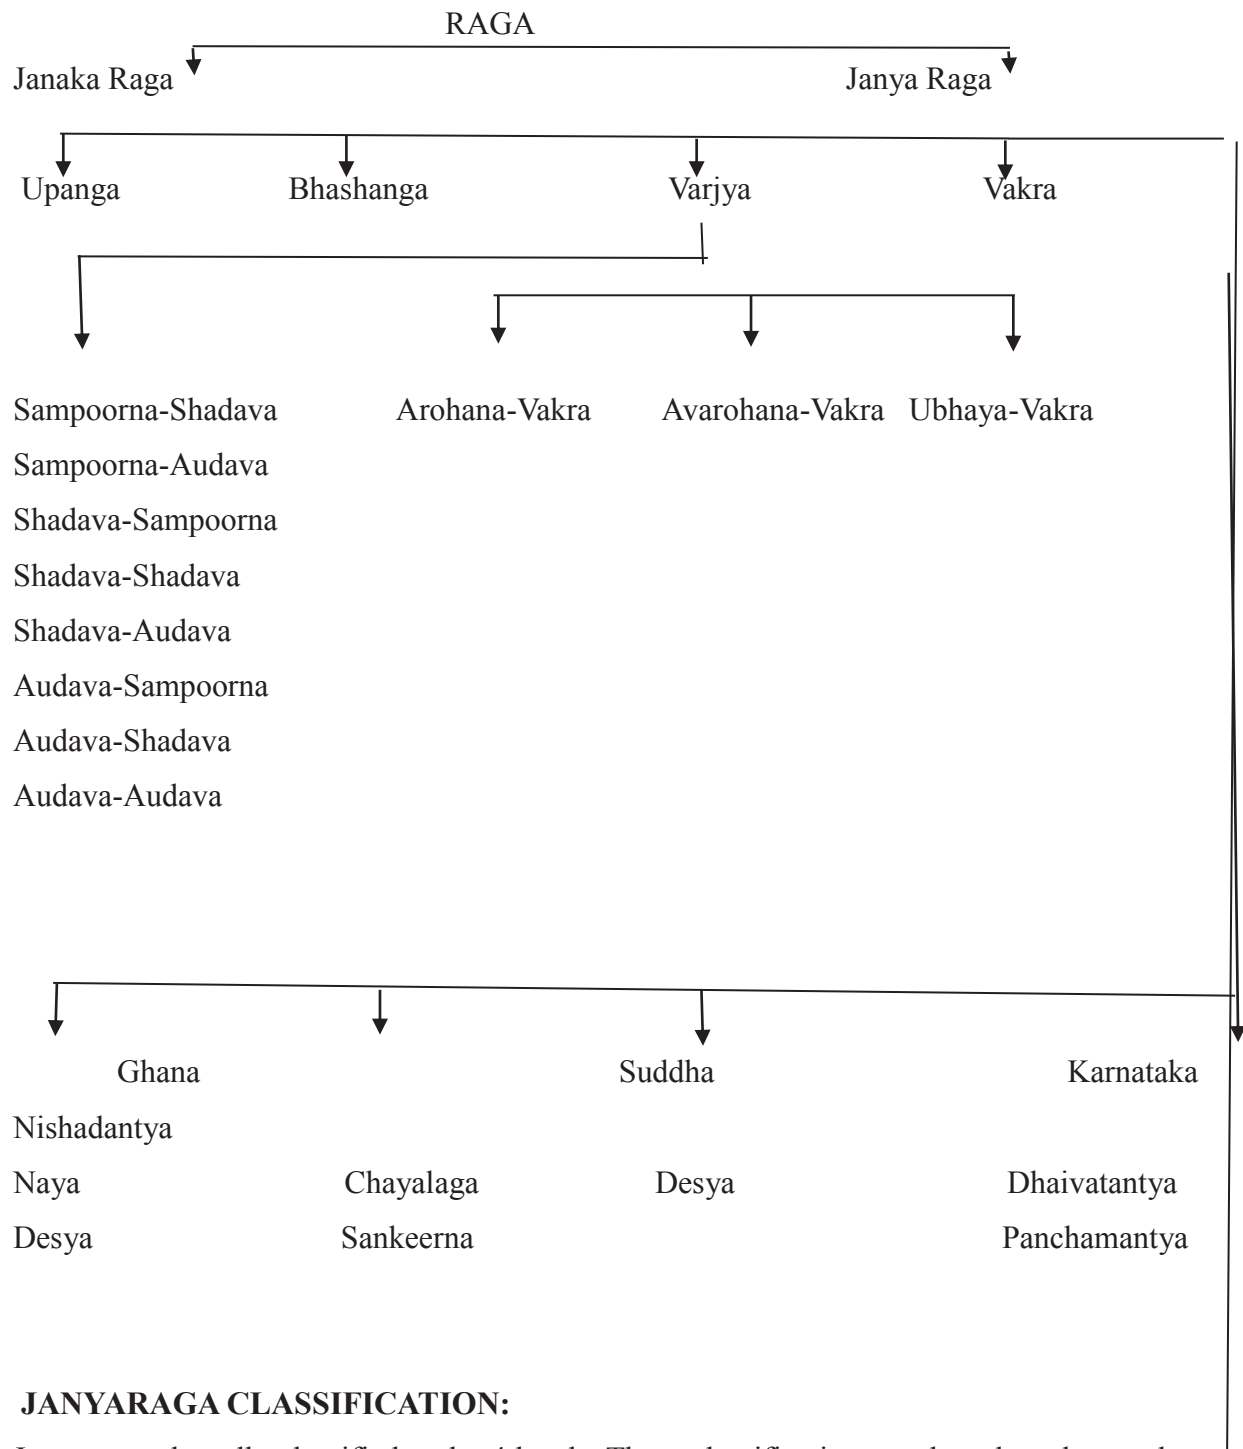 RAGA
Janaka Raga Janya Raga
Upanga Bhashanga Varjya Vakra
Sampoorna-Shadava Arohana-Vakra Avarohana-Vakra Ubhaya-Vakra
Sampoorna-Audava
Shadava-Sampoorna
Shadava-Shadava
Shadava-Audava
Audava-Sampoorna
Audava-Shadava
Audava-Audava
Ghana Suddha Karnataka
Nishadantya
Naya Chayalaga Desya Dhaivatantya
Desya Sankeerna Panchamantya
JANYARAGA CLASSIFICATION: